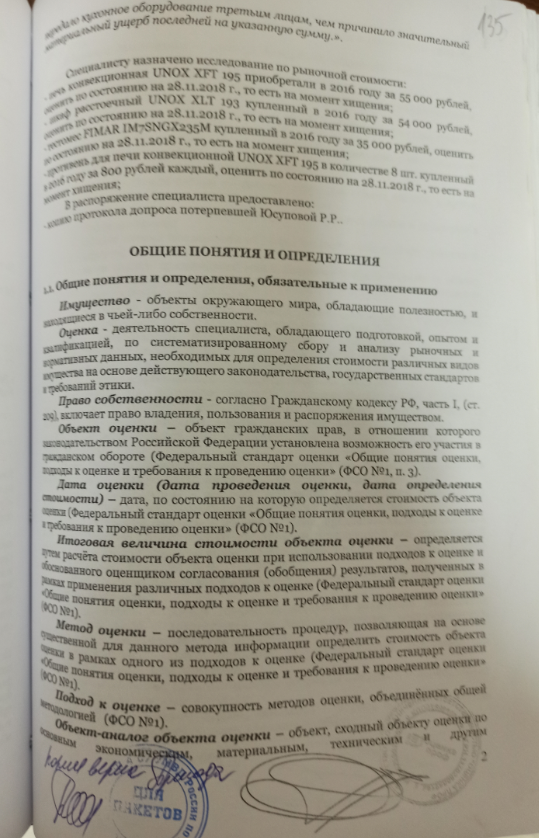 135
передало кухонное оборудование третьим лицам, чем причинило значительный
материальный ущерб последней на указанную сумму.».
Специалисту назначено исследование по рыночной стоимости:
- печь конвекционная UNOX XFT 195 приобретали в 2016 году за 55 000 рублей,
оценить по состоянию на 28.11.2018 г., то есть на момент хищения;
- шкаф расстоечный UNOX XLT 193 купленный в 2016 году за 54 000 рублей,
оценить по состоянию на 28.11.2018 г., то есть на момент хищения;
- тестомес FIMAR IM7SNGX235M купленный в 2016 году за 35 000 рублей, оценить
по состоянию на 28.11.2018 г., то есть на момент хищения;
- противень для печи конвекционной UNOX XFT 195 в количестве 8 шт. купленный
в 2016 году за 800 рублей каждый, оценить по состоянию на 28.11.2018 г., то есть на
момент хищения;
В распоряжение специалиста предоставлено:
- копию протокола допроса потерпевшей Юсуповой Р.Р..
ОБЩИЕ ПОНЯТИЯ И ОПРЕДЕЛЕНИЯ
1.1. Общие понятия и определения, обязательные к применению
Имущество - объекты окружающего мира, обладающие полезностью, и
находящиеся в чьей-либо собственности.
Оценка - деятельность специалиста, обладающего подготовкой, опытом и
квалификацией, по систематизированному сбору и анализу рыночных и
нормативных данных, необходимых для определения стоимости различных видов
имущества на основе действующего законодательства, государственных стандартов
и требований этики.
Право собственности - согласно Гражданскому кодексу РФ, часть I, (ст.
209), включает право владения, пользования и распоряжения имуществом.
Объект оценки – объект гражданских прав, в отношении которого
законодательством Российской Федерации установлена возможность его участия в
гражданском обороте (Федеральный стандарт оценки «Общие понятия оценки,
подходы к оценке и требования к проведению оценки» (ФСО №1, п. 3).
Дата оценки (дата проведения оценки, дата определения
стоимости) – дата, по состоянию на которую определяется стоимость объекта
оценки (Федеральный стандарт оценки «Общие понятия оценки, подходы к оценке
и требования к проведению оценки» (ФСО №1).
Итоговая величина стоимости объекта оценки – определяется
путем расчёта стоимости объекта оценки при использовании подходов к оценке и
обоснованного оценщиком согласования (обобщения) результатов, полученных в
рамках применения различных подходов к оценке (Федеральный стандарт оценки
«Общие понятия оценки, подходы к оценке и требования к проведению оценки»
(ФСО №1).
Метод оценки – последовательность процедур, позволяющая на основе
существенной для данного метода информации определить стоимость объекта
оценки в рамках одного из подходов к оценке (Федеральный стандарт оценки
«Общие понятия оценки, подходы к оценке и требования к проведению оценки»
(ФСО №1).
Подход к оценке – совокупность методов оценки, объединённых общей
методологией (ФСО №1).
Объект-аналог объекта оценки – объект, сходный объекту оценки по
основным экономическим, материальным, техническим и другим
2
Копия верна
ДЛЯ
ПАКЕТОВ